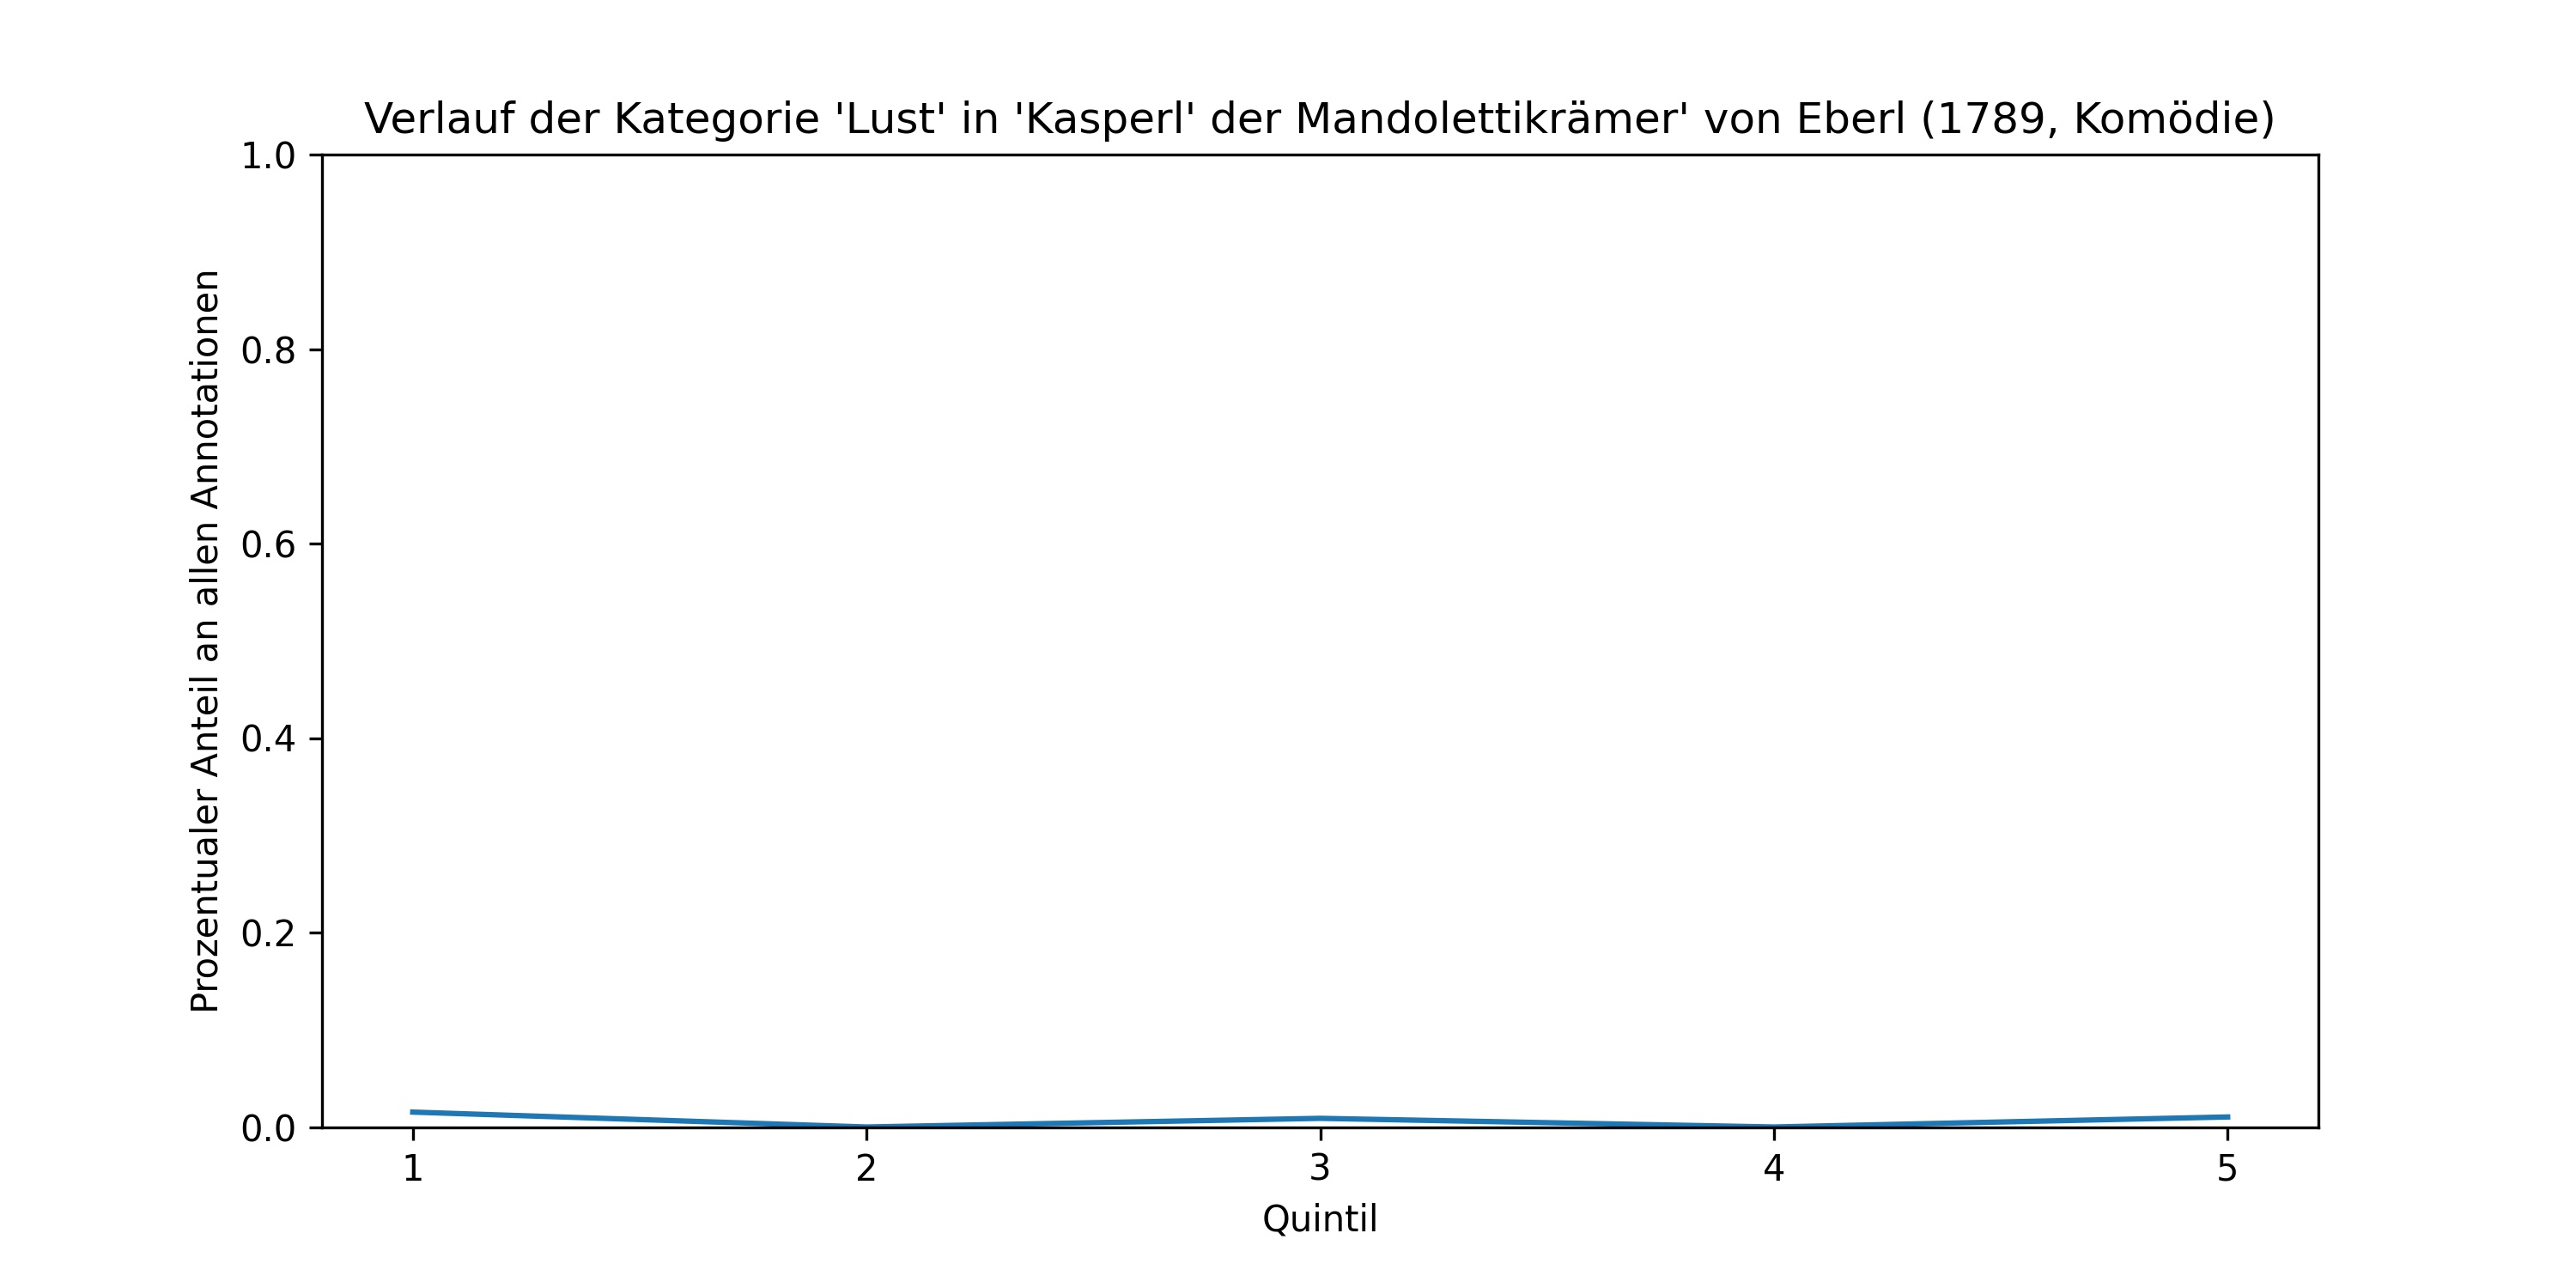 Verlauf der Kategorie 'Lust' in 'Kasperl' der Mandolettikrämer' von Eberl (1789, Komödie)
Prozentualer Anteil an allen Annotationen
1.0
0.8
0.6
0.4
0.2
0.0
1 2 3 4 5
Quintil